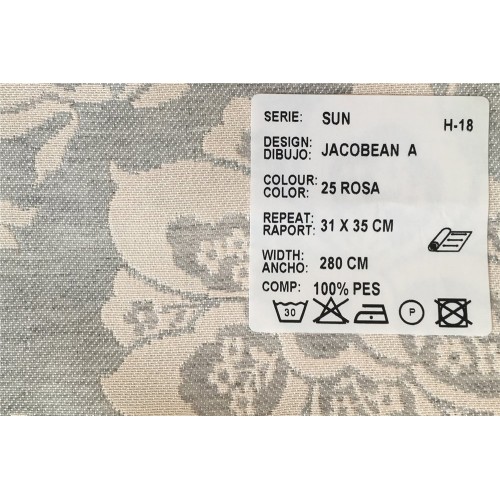 SERIE: SUN H-18
DESIGN:
DIBUJO: JACOBEAN A
COLOUR:
COLOR: 25 ROSA
REPEAT:
RAPORT: 31 X 35 CM
WIDTH:
ANCHO: 280 CM
COMP: 100% PES
30 P